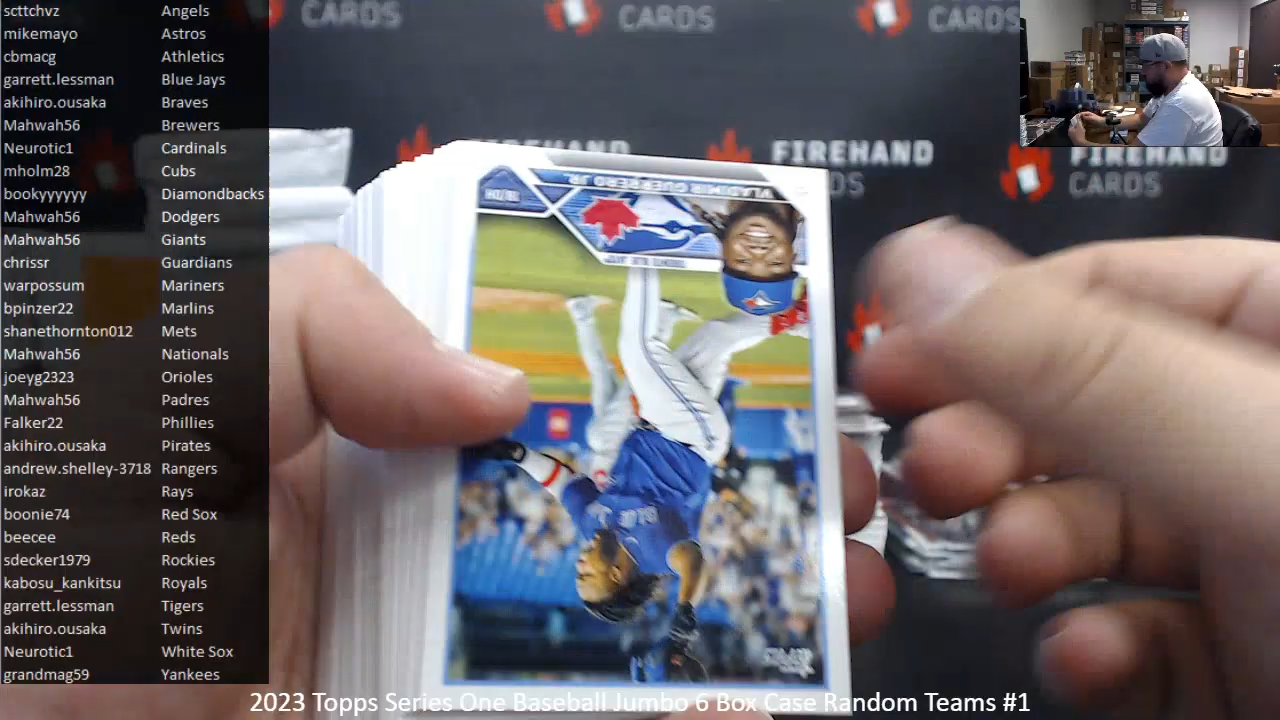 scttchvz Angels
mikemayo Astros
cbmacg Athletics
garrett.lessman Blue Jays
akihiro.ousaka Braves
Mahwah56 Brewers
Neurotic1 Cardinals
mholm28 Cubs
bookyyyyyy Diamondbacks
Mahwah56 Dodgers
Mahwah56 Giants
chrissr Guardians
warpossum Mariners
bpinzer22 Marlins
shanethornton012 Mets
Mahwah56 Nationals
joeyg2323 Orioles
Mahwah56 Padres
Falker22 Phillies
akihiro.ousaka Pirates
andrew.shelley-3718 Rangers
irokaz Rays
boonie74 Red Sox
beecee Reds
sdecker1979 Rockies
kabosu_kankitsu Royals
garrett.lessman Tigers
akihiro.ousaka Twins
Neurotic1 White Sox
grandmag59 Yankees
CARDS
CARDS
CARDS
FIREHAND
FIREHAND
CARDS
VLADIMIR GUERRERO JR.
2023 Topps Series One Baseball Jumbo 6 Box Case Random Teams #1